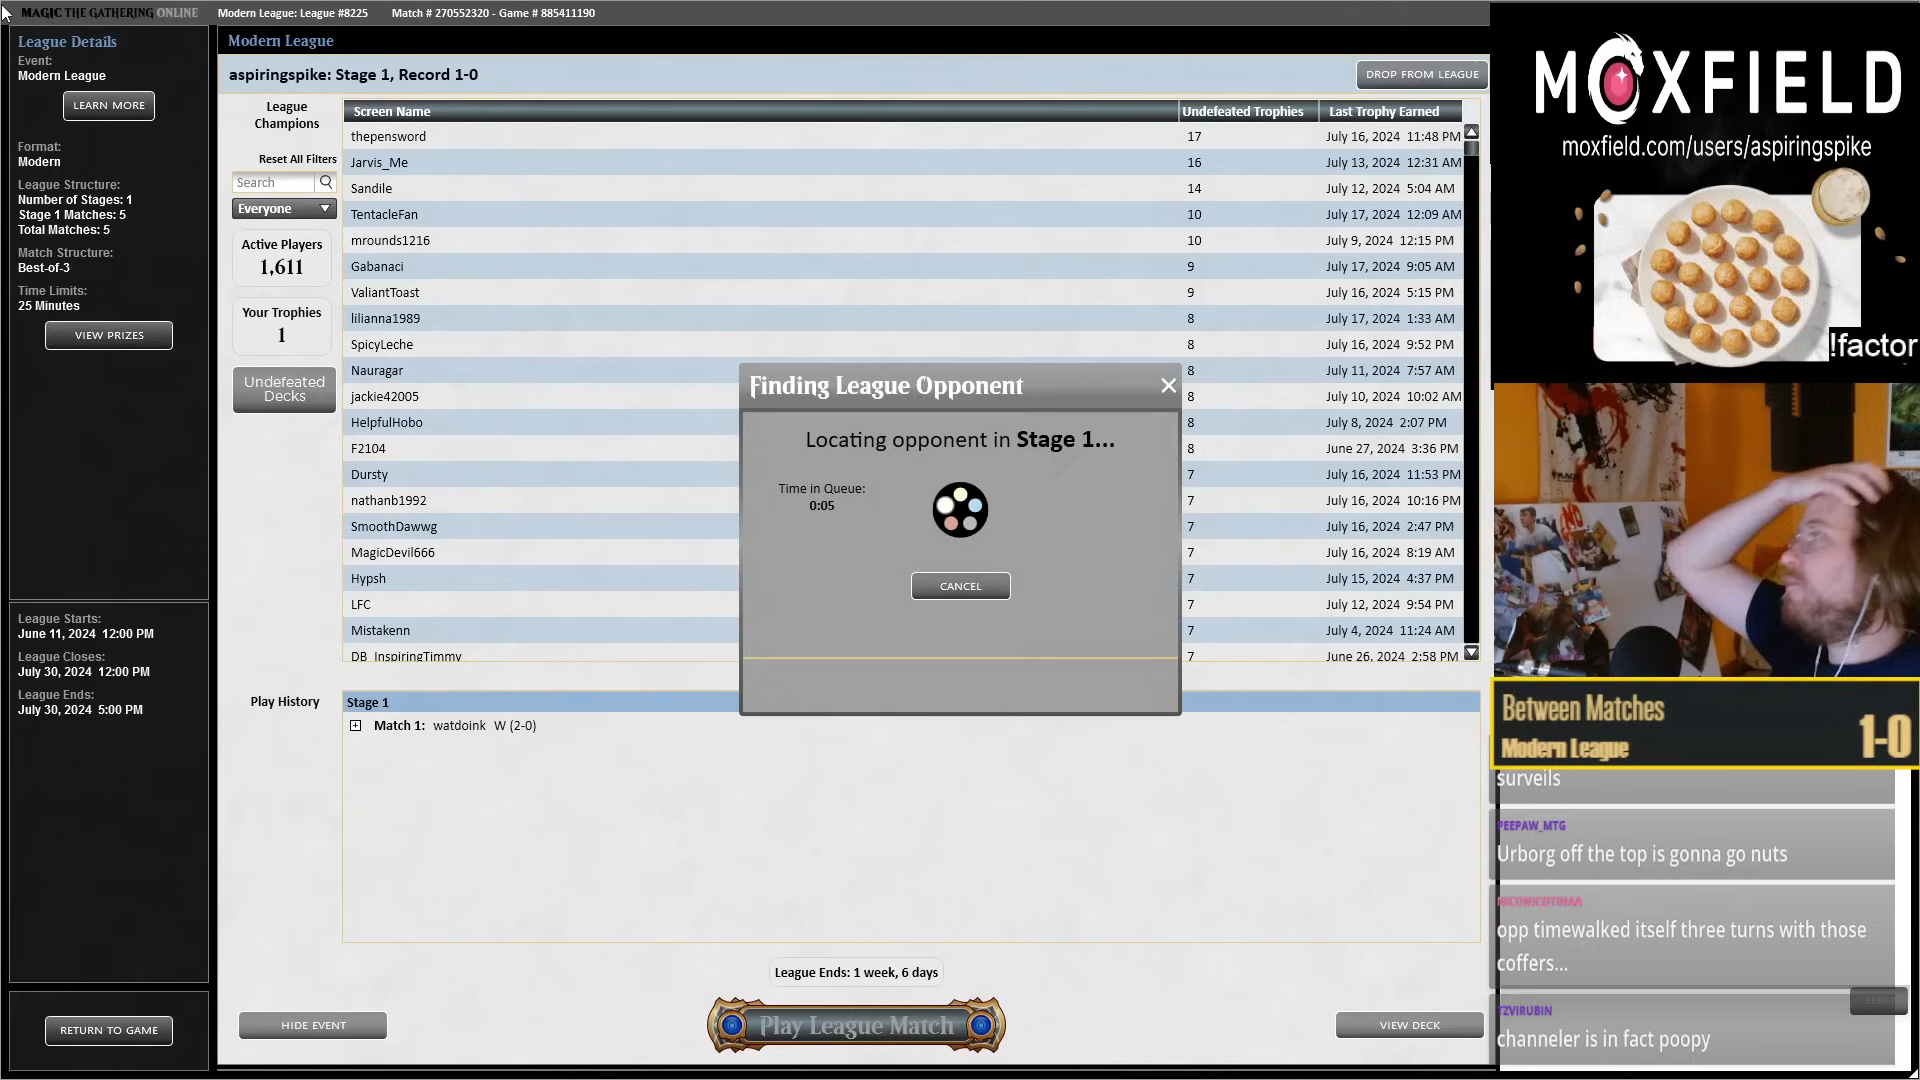 MAGIC THE GATHERING ONLINE
Modern League: League #8225
Match # 270552320 - Game # 885411190
League Details
Event:
Modern League
LEARN MORE
Format:
Modern
League Structure:
Number of Stages: 1
Stage 1 Matches: 5
Total Matches: 5
Match Structure:
Best-of-3
Time Limits:
25 Minutes
VIEW PRIZES
League Starts:
June 11, 2024 12:00 PM
League Closes:
July 30, 2024 12:00 PM
League Ends:
July 30, 2024 5:00 PM
RETURN TO GAME
Modern League
aspiringspike: Stage 1, Record 1-0
DROP FROM LEAGUE
League
Champions
Reset All Filters
Search
Everyone
Active Players
1,611
Your Trophies
1
Undefeated
Decks
Screen Name Undefeated Trophies Last Trophy Earned
thepensword 17 July 16, 2024 11:48 PM
Jarvis_Me 16 July 13, 2024 12:31 AM
Sandile 14 July 12, 2024 5:04 AM
TentacleFan 10 July 17, 2024 12:09 AM
mrounds1216 10 July 9, 2024 12:15 PM
Gabanaci 9 July 17, 2024 9:05 AM
ValiantToast 9 July 16, 2024 5:15 PM
lilianna1989 8 July 17, 2024 1:33 AM
SpicyLeche 8 July 16, 2024 9:52 PM
Nauragar 8 July 11, 2024 7:57 AM
jackie42005 8 July 10, 2024 10:02 AM
HelpfulHobo 8 July 8, 2024 2:07 PM
F2104 8 June 27, 2024 3:36 PM
Dursty 7 July 16, 2024 11:53 PM
nathanb1992 7 July 16, 2024 10:16 PM
SmoothDawwg 7 July 16, 2024 2:47 PM
MagicDevil666 7 July 16, 2024 8:19 AM
Hypsh 7 July 15, 2024 4:37 PM
LFC 7 July 12, 2024 9:54 PM
Mistakenn 7 July 4, 2024 11:24 AM
DB_InspiringTimmy 7 June 26, 2024 2:58 PM
Finding League Opponent
Locating opponent in Stage 1...
Time in Queue:
0:05
CANCEL
Play History
Stage 1
Match 1: watdoink W (2-0)
League Ends: 1 week, 6 days
HIDE EVENT
Play League Match
VIEW DECK
MOXFIELD
moxfield.com/users/aspiringspike
!factor
Between Matches
Modern League
1-0
surveils
PEEPAW_MTG
Urborg off the top is gonna go nuts
NICONICOTINAA
opp timewalked itself three turns with those
coffers...
SEND
TZVIRUBIN
channeler is in fact poopy